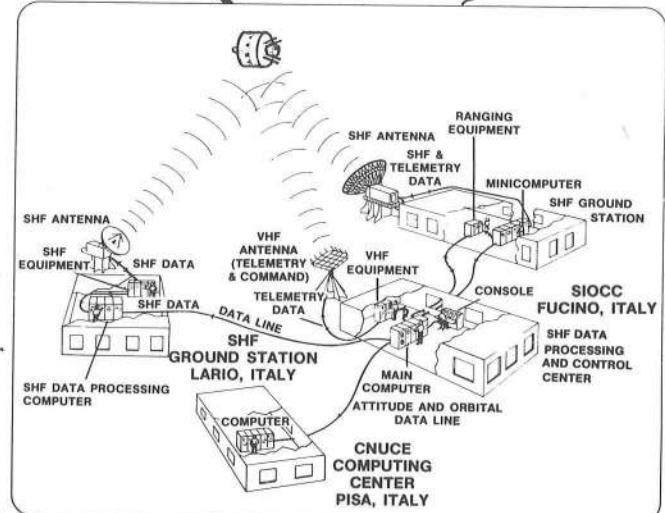 RANGING
EQUIPMENT
SHF ANTENNA
SHF &
TELEMETRY
DATA
MINICOMPUTER
SHF GROUND
STATION
SHF ANTENNA
SHF
EQUIPMENT
SHF DATA
SHF DATA
VHF
ANTENNA
(TELEMETRY
& COMMAND)
TELEMETRY
DATA
VHF
EQUIPMENT
CONSOLE
SIOCC
FUCINO, ITALY
DATA LINE
SHF
GROUND STATION
LARIO, ITALY
SHF DATA
PROCESSING
AND CONTROL
CENTER
MAIN
COMPUTER
SHF DATA PROCESSING
COMPUTER
ATTITUDE AND ORBITAL
DATA LINE
COMPUTER
CNUCE
COMPUTING
CENTER
PISA, ITALY